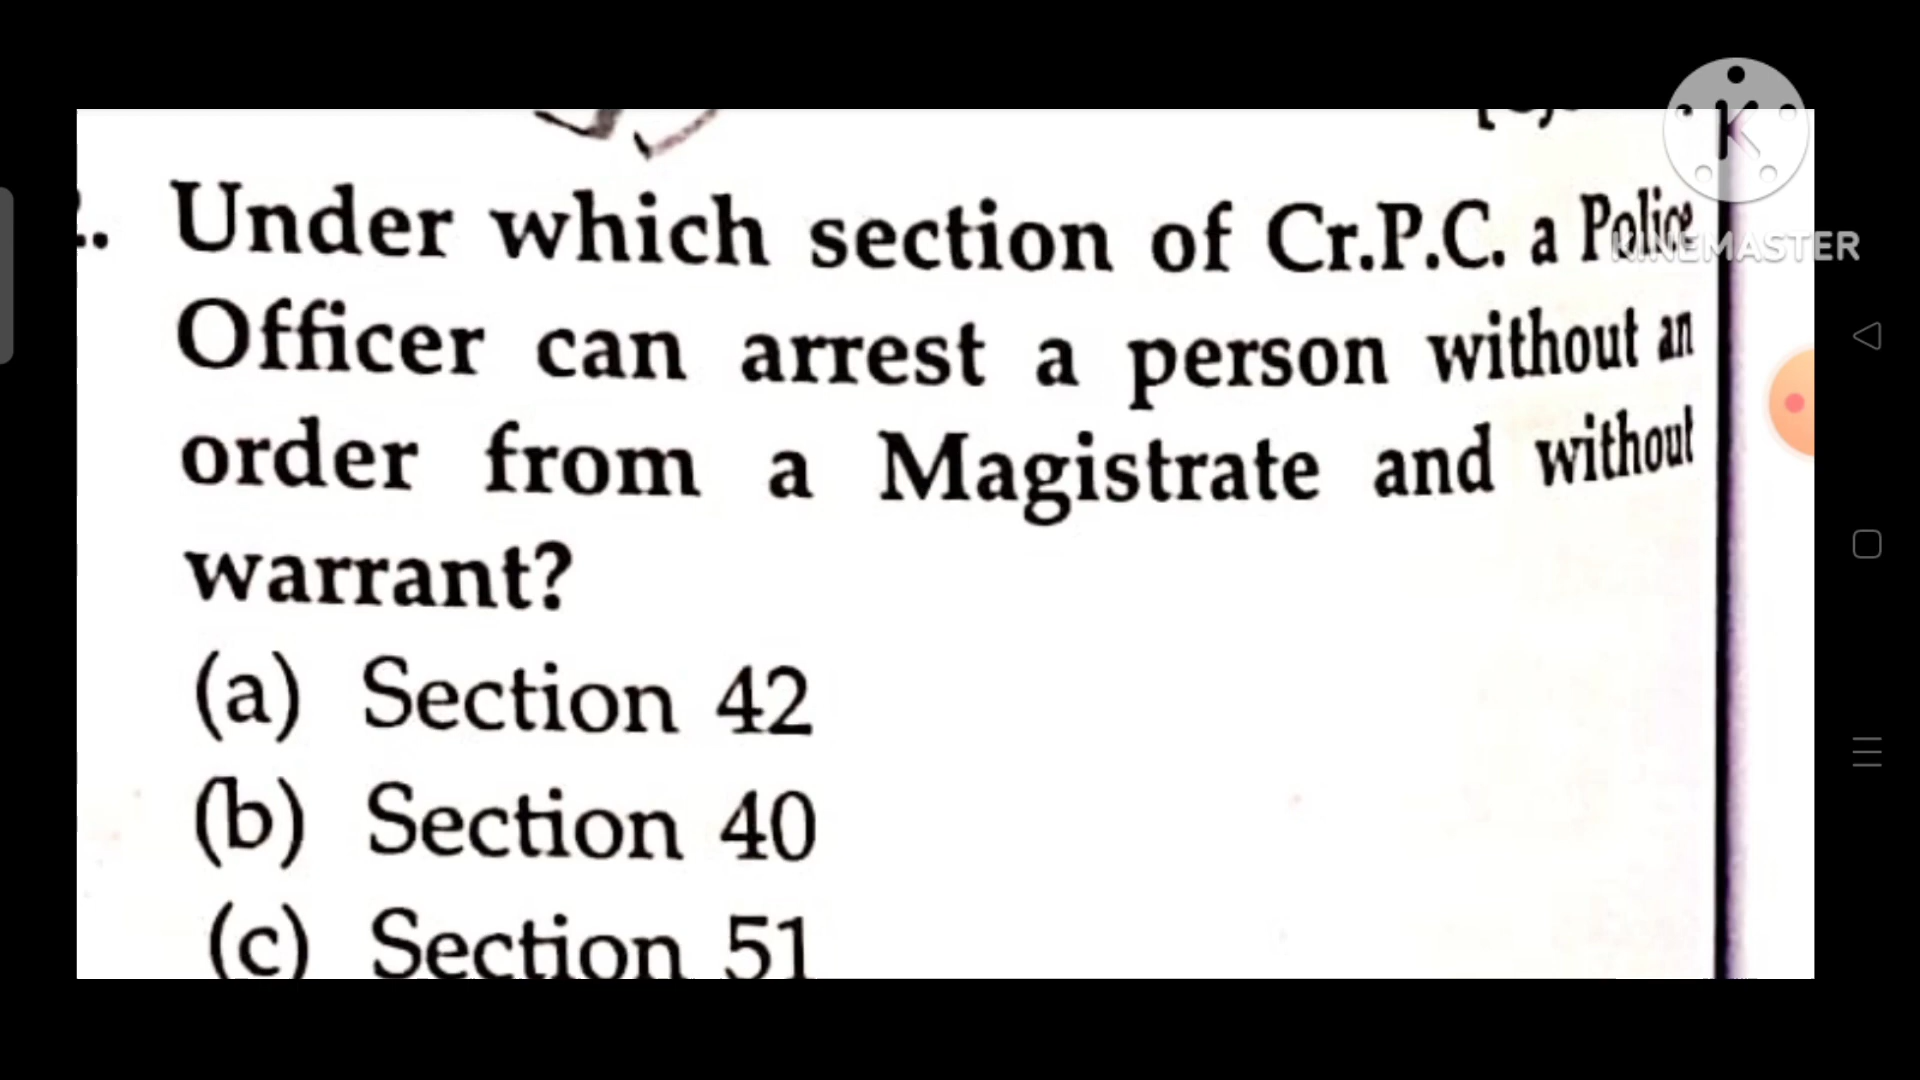 2. Under which section of Cr.P.C. a Police
KINEMASTER
Officer can arrest a person without an
order from a Magistrate and without
warrant?
(a) Section 42
(b) Section 40
(c) Section 51